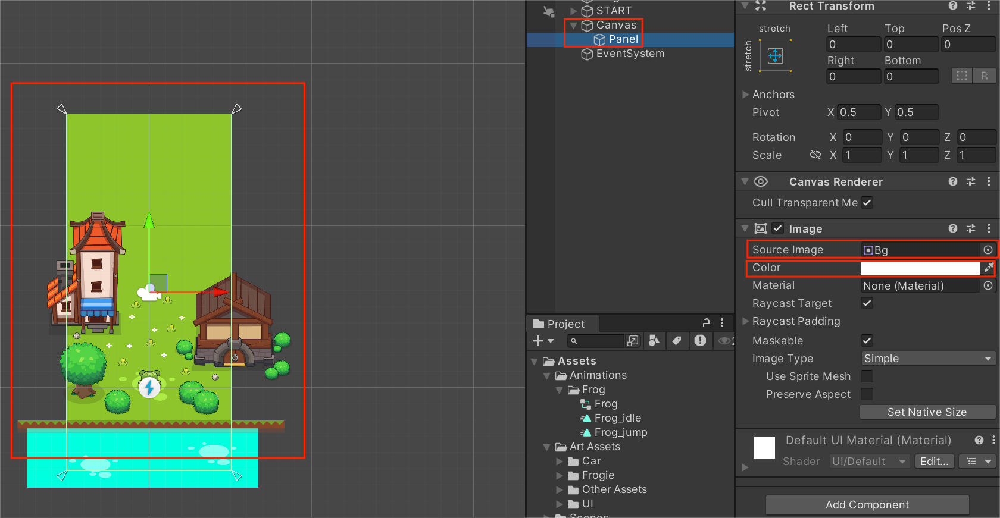 START
Canvas
Panel
EventSystem
Project
Assets
Animations
Frog
Frog
Frog_idle
Frog_jump
Art Assets
Car
Frogie
Other Assets
UI
Scenes
Rect Transform
stretch
Left Top Pos Z
stretch
0 0 0
Right Bottom
0 0
R
Anchors
Pivot X 0.5 Y 0.5
Rotation X 0 Y 0 Z 0
Scale X 1 Y 1 Z 1
Canvas Renderer
Cull Transparent Me
Image
Source Image Bg
Color
Material None (Material)
Raycast Target
Raycast Padding
Maskable
Image Type Simple
Use Sprite Mesh
Preserve Aspect
Set Native Size
Default UI Material (Material)
Shader UI/Default Edit...
Add Component